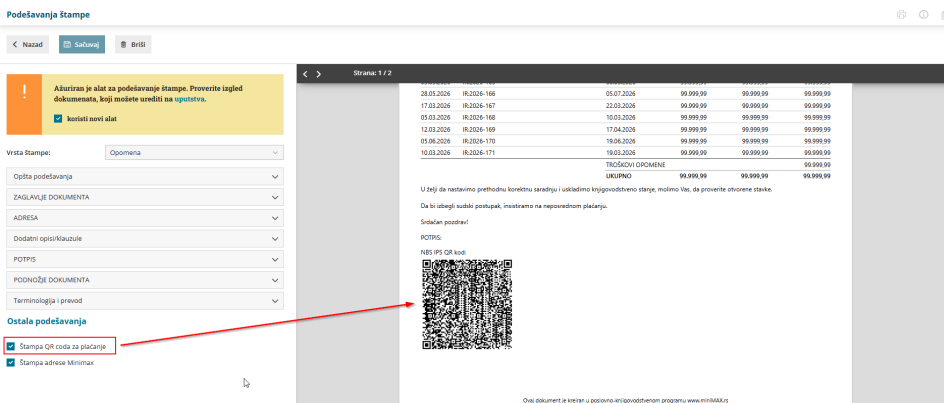 Podešavanja štampe
Nazad
Sačuvaj
Briši
Strana: 1 / 2
Ažuriran je alat za podešavanje štampe. Proverite izgled
dokumenata, koji možete urediti na uputstva.
koristi novi alat
Vrsta štampe:
Opomena
Opšta podešavanja
ZAGLAVLJE DOKUMENTA
ADRESA
Dodatni opisi/klauzule
POTPIS
PODNOŽJE DOKUMENTA
Terminologija i prevod
Ostala podešavanja
Štampa QR coda za plaćanje
Štampa adrese Minimax
28.05.2026 IR:2026-166 05.07.2026 99.999,99 99.999,99 99.999,99
17.03.2026 IR:2026-167 22.03.2026 99.999,99 99.999,99 99.999,99
05.03.2026 IR:2026-168 10.03.2026 99.999,99 99.999,99 99.999,99
12.03.2026 IR:2026-169 17.04.2026 99.999,99 99.999,99 99.999,99
05.06.2026 IR:2026-170 19.06.2026 99.999,99 99.999,99 99.999,99
10.03.2026 IR:2026-171 19.03.2026 99.999,99 99.999,99 99.999,99
TROŠKOVI OPOMENE 99.999,99
UKUPNO 99.999,99 99.999,99 99.999,99
U želji da nastavimo prethodnu korektnu saradnju i uskladimo knjigovodstveno stanje, molimo Vas, da proverite otvorene stavke.
Da bi izbegli sudski postupak, insistiramo na neposrednom plaćanju.
Srdačan pozdrav!
POTPIS:
NBS IPS QR kodi
Ovaj dokument je kreiran u poslovno-knjigovodstvenom programu www.miniMAX.rs